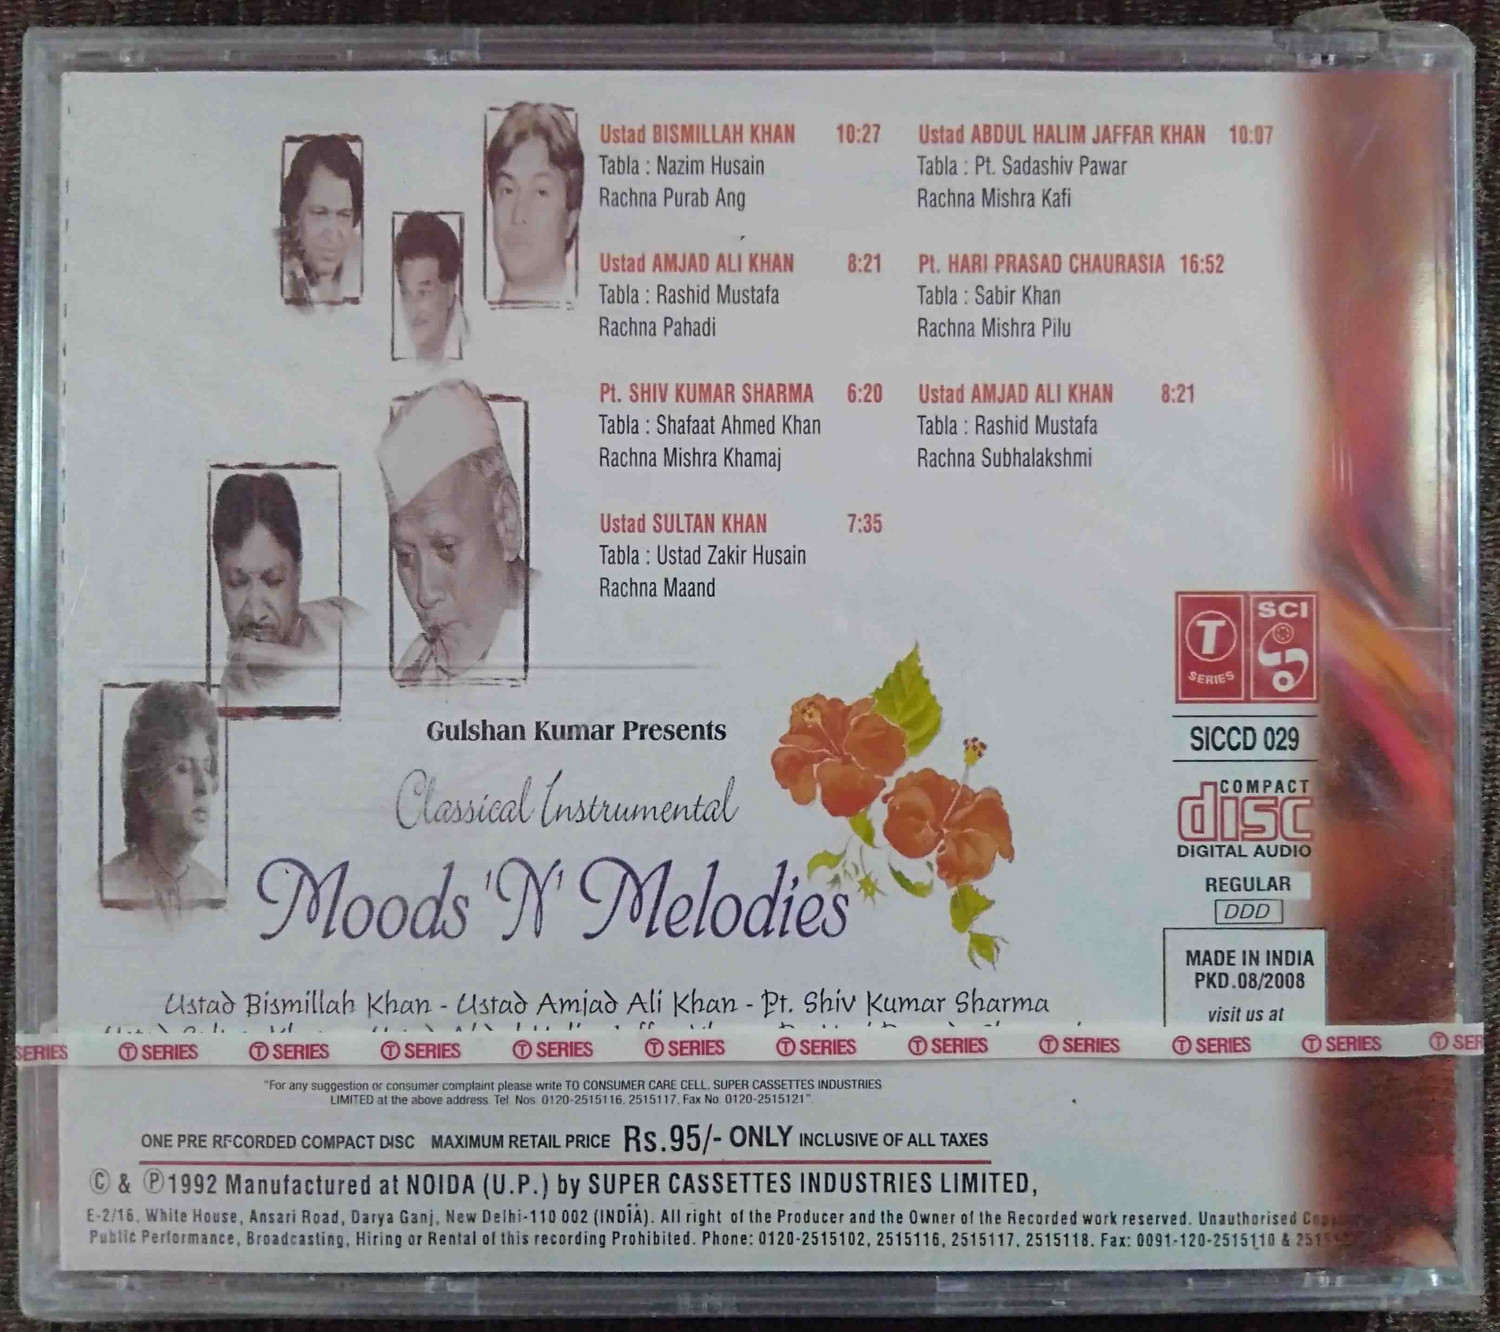 Ustad BISMILLAH KHAN 10:27
Tabla : Nazim Husain
Rachna Purab Ang
Ustad AMJAD ALI KHAN 8:21
Tabla : Rashid Mustafa
Rachna Pahadi
Pt. SHIV KUMAR SHARMA 6:20
Tabla : Shafaat Ahmed Khan
Rachna Mishra Khamaj
Ustad SULTAN KHAN 7:35
Tabla : Ustad Zakir Husain
Rachna Maand
Ustad ABDUL HALIM JAFFAR KHAN 10:07
Tabla : Pt. Sadashiv Pawar
Rachna Mishra Kafi
Pt. HARI PRASAD CHAURASIA 16:52
Tabla : Sabir Khan
Rachna Mishra Pilu
Ustad AMJAD ALI KHAN 8:21
Tabla : Rashid Mustafa
Rachna Subhalakshmi
T SERIES
SCI
SICCD 029
COMPACT
disc
DIGITAL AUDIO
REGULAR
DDD
MADE IN INDIA
PKD.08/2008
visit us at
Gulshan Kumar Presents
Classical Instrumental
Moods 'N' Melodies
Ustad Bismillah Khan - Ustad Amjad Ali Khan - Pt. Shiv Kumar Sharma
SERIES T SERIES T SERIES T SERIES T SERIES T SERIES T SERIES T SERIES T SERIES T SERIES T SERIES T SER
"For any suggestion or consumer complaint please write TO CONSUMER CARE CELL, SUPER CASSETTES INDUSTRIES
LIMITED at the above address. Tel. Nos. 0120-2515116, 2515117, Fax No. 0120-2515121".
ONE PRE RECORDED COMPACT DISC MAXIMUM RETAIL PRICE Rs.95/- ONLY INCLUSIVE OF ALL TAXES
© & ℗1992 Manufactured at NOIDA (U.P.) by SUPER CASSETTES INDUSTRIES LIMITED,
E-2/16, White House, Ansari Road, Darya Ganj, New Delhi-110 002 (INDIA). All right of the Producer and the Owner of the Recorded work reserved. Unauthorised
Public Performance, Broadcasting, Hiring or Rental of this recording Prohibited. Phone: 0120-2515102, 2515116, 2515117, 2515118. Fax: 0091-120-2515110 &